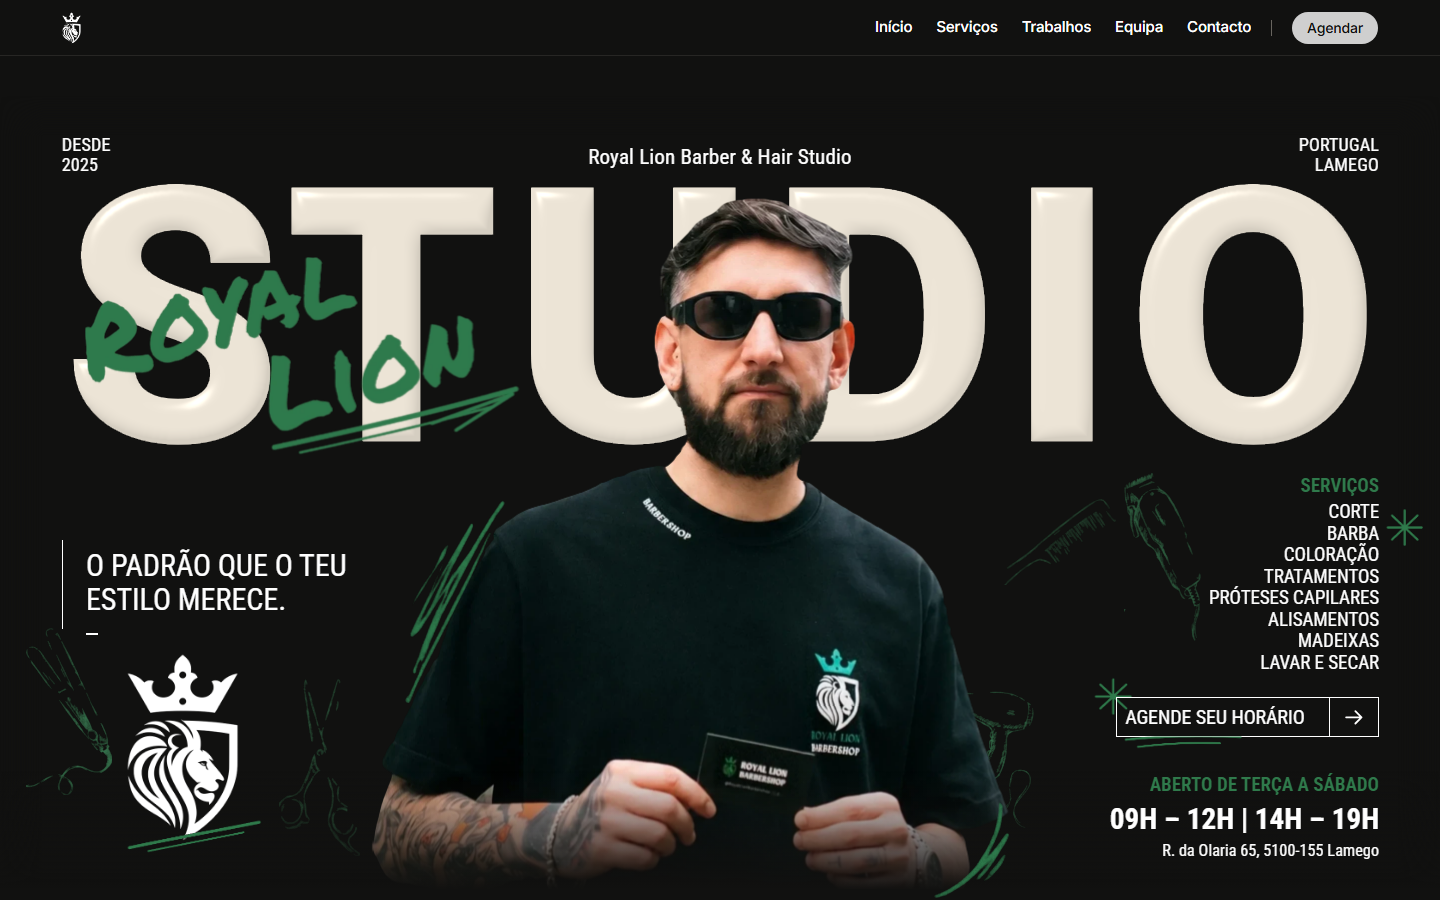 Início Serviços Trabalhos Equipa Contacto Agendar
DESDE
2025
Royal Lion Barber & Hair Studio
PORTUGAL
LAMEGO
STUDIO
ROYAL
LION
BARBERSHOP
O PADRÃO QUE O TEU
ESTILO MERECE.
SERVIÇOS
CORTE
BARBA
COLORAÇÃO
TRATAMENTOS
PRÓTESES CAPILARES
ALISAMENTOS
MADEIXAS
LAVAR E SECAR
AGENDE SEU HORÁRIO
ROYAL LION
BARBERSHOP
ROYAL LION
BARBERSHOP
ABERTO DE TERÇA A SÁBADO
09H – 12H | 14H – 19H
R. da Olaria 65, 5100-155 Lamego